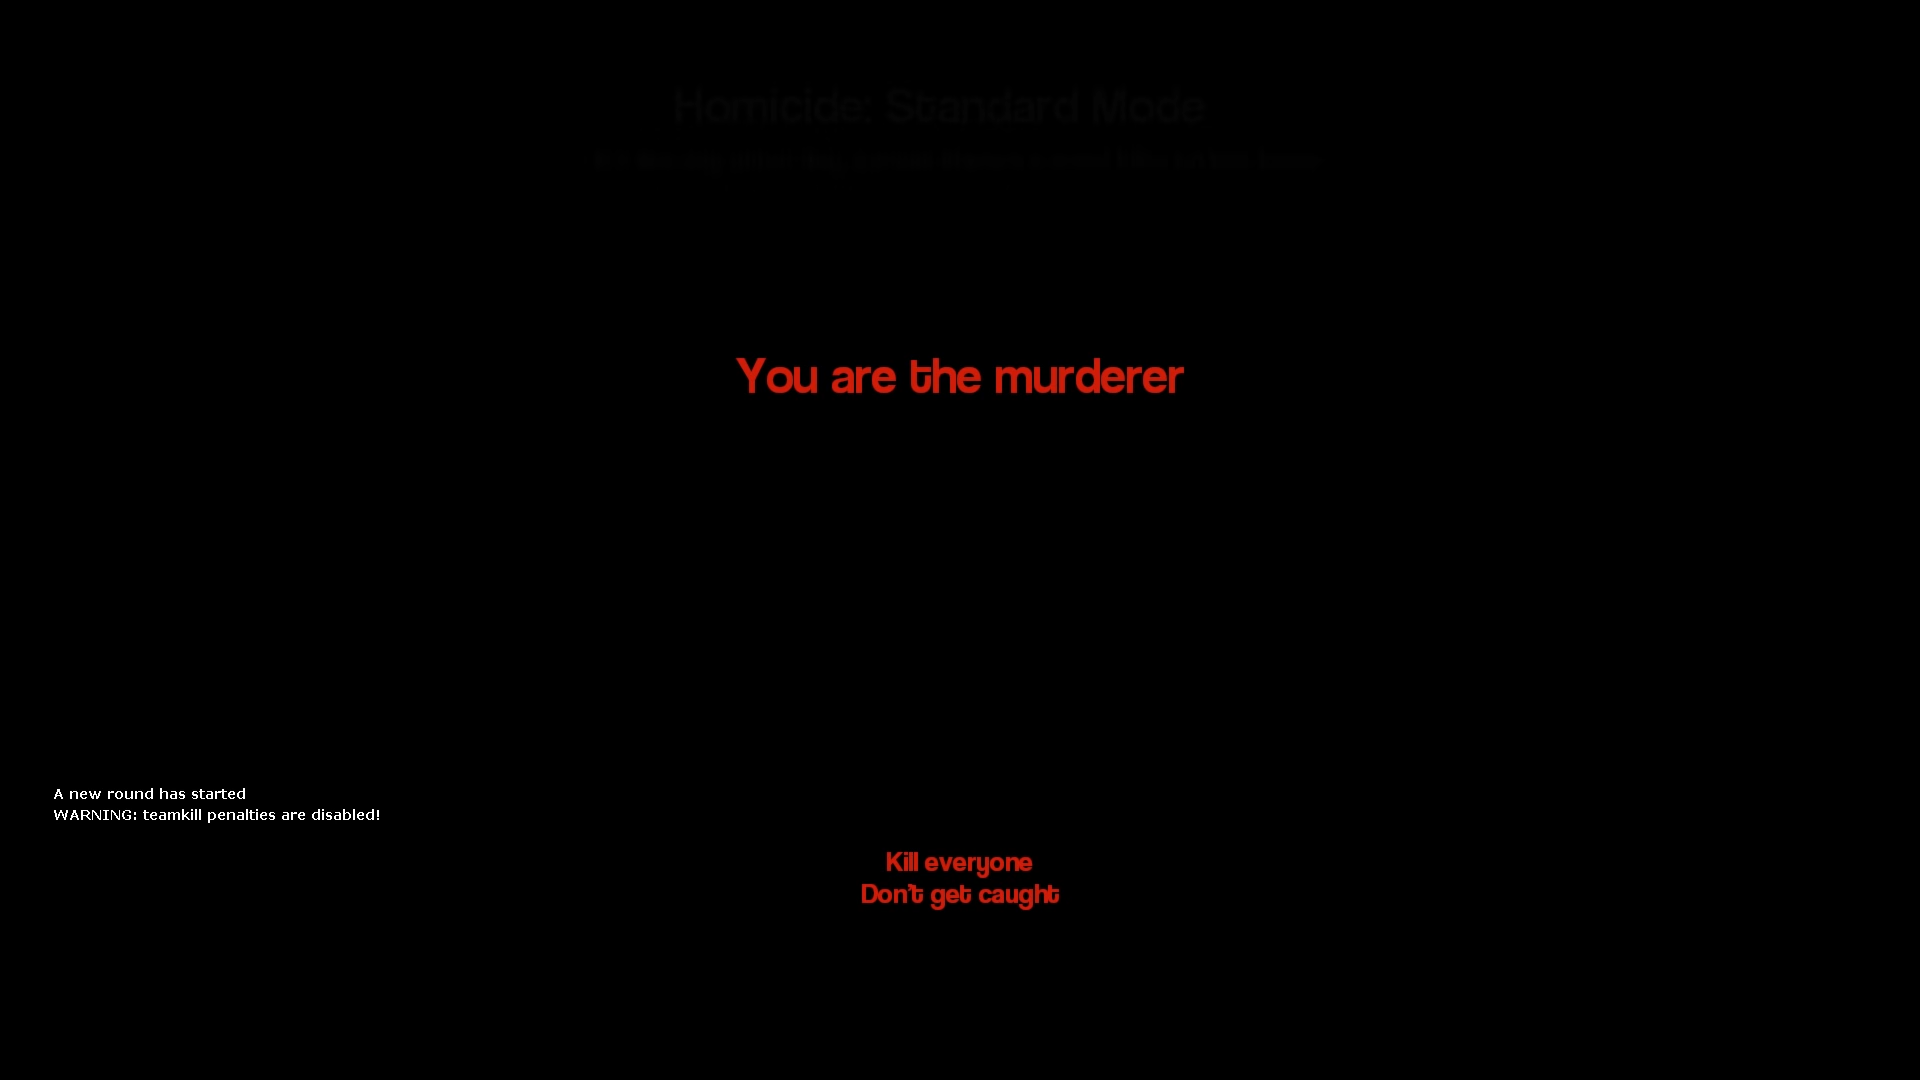 Homicide: Standard Mode
You are the murderer
A new round has started
WARNING: teamkill penalties are disabled!
Kill everyone
Don't get caught